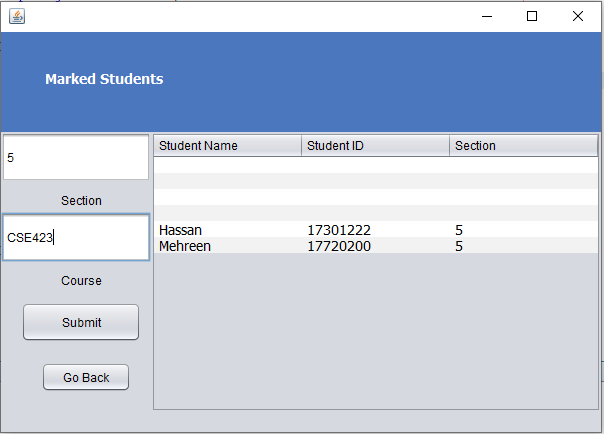 Marked Students
5
Section
CSE423
Course
Submit
Go Back
Student Name Student ID Section
Hassan 17301222 5
Mehreen 17720200 5